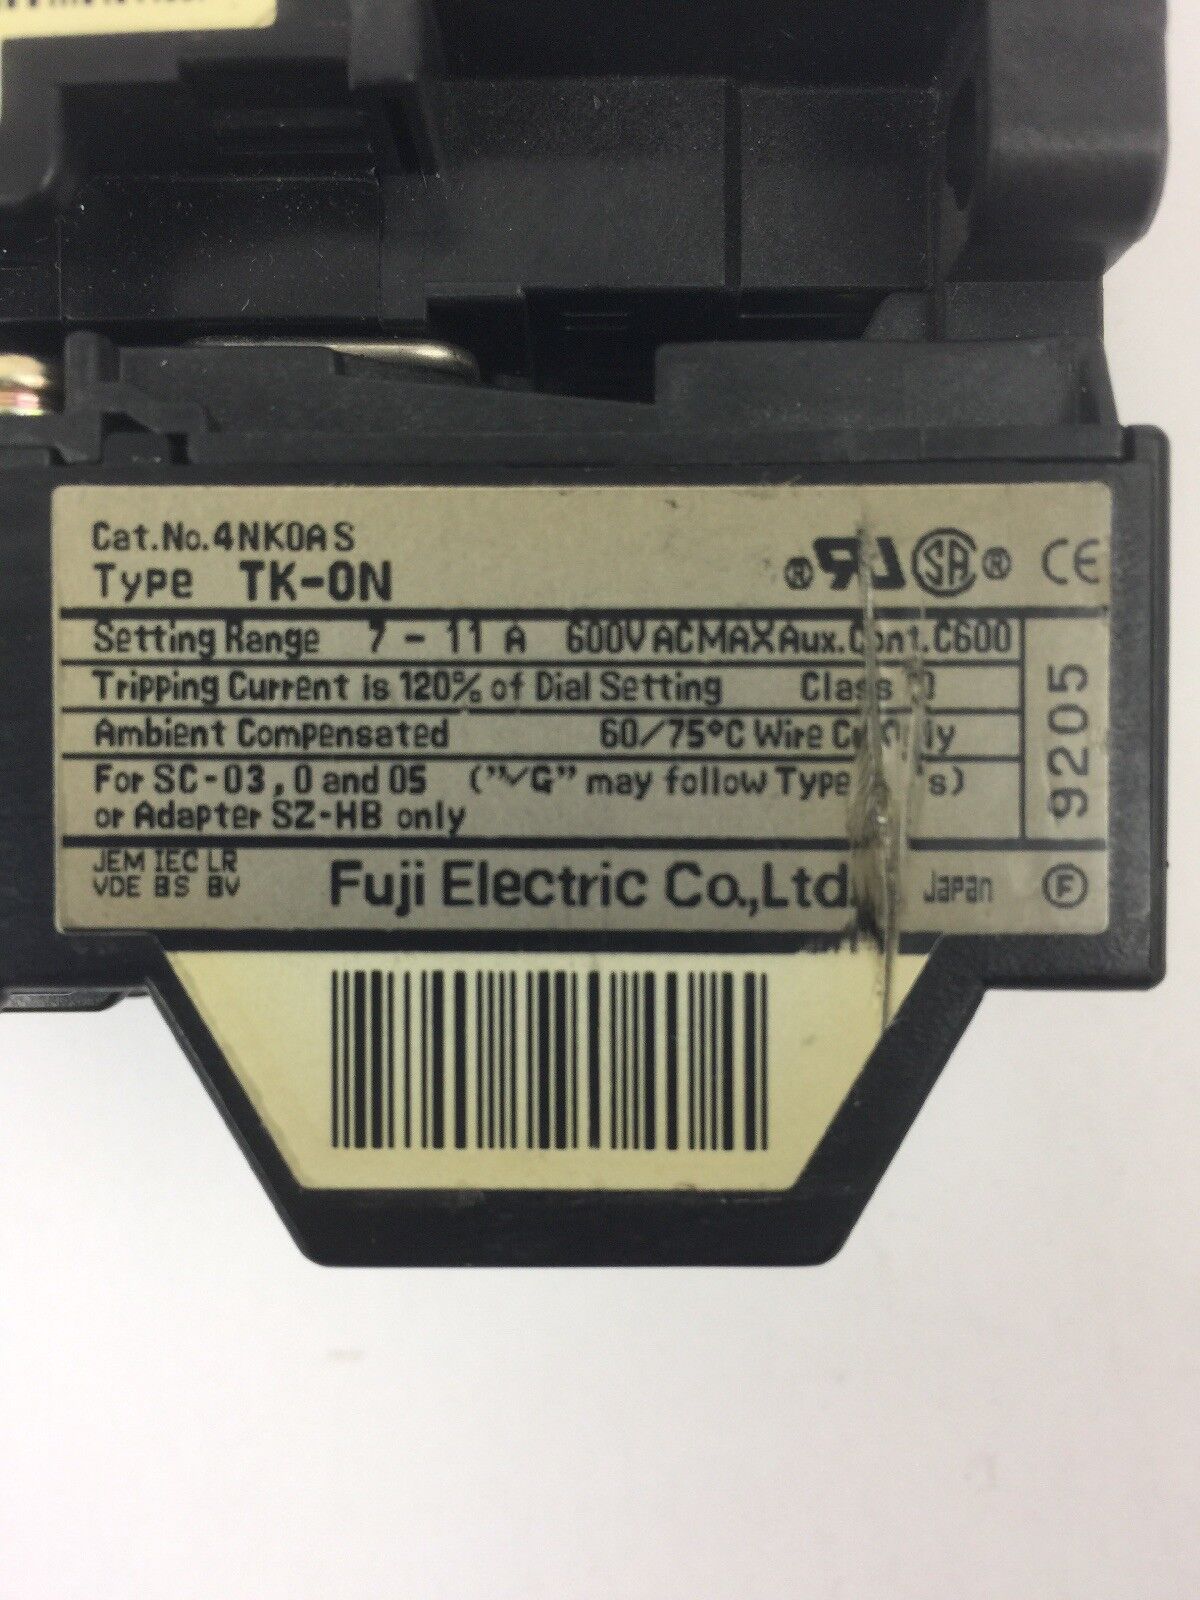 Cat.No.4NK0AS
Type TK-0N
Setting Range 7 - 11 A 600V AC MAX Aux.Cont.C600
Tripping Current is 120% of Dial Setting Class
Ambient Compensated 60/75°C Wire
For SC-03,0 and 05 ("/G" may follow Type
or Adapter SZ-HB only
9205
JEM IEC LR
VDE BS BV
Fuji Electric Co.,Ltd.
Japan
F